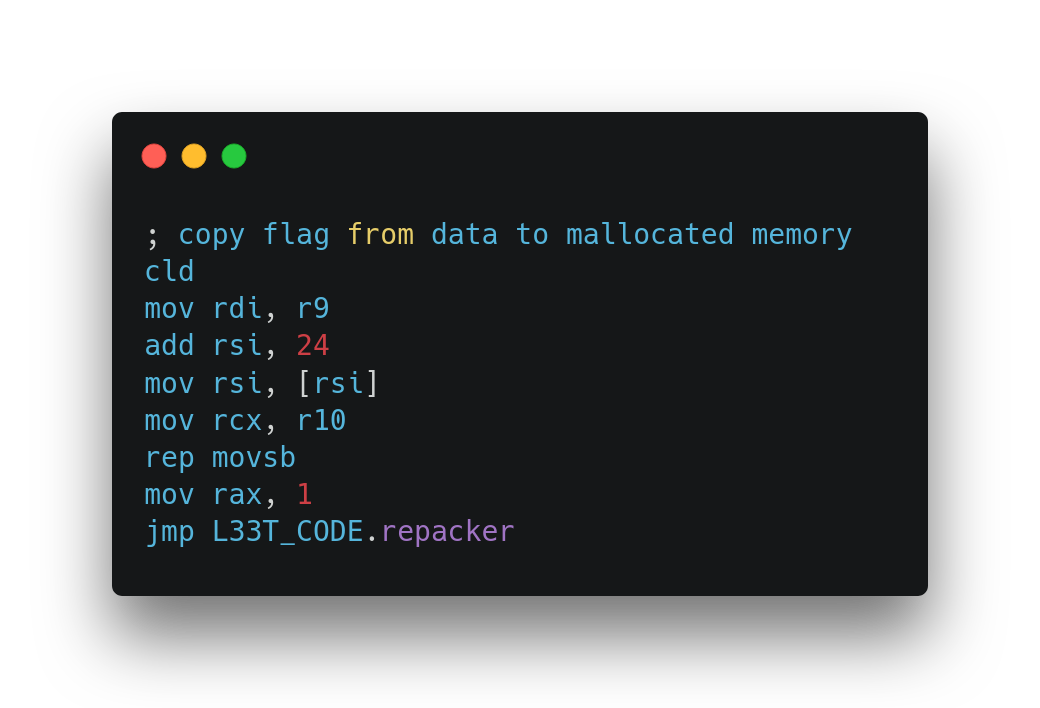 ; copy flag from data to mallocated memory
cld
mov rdi, r9
add rsi, 24
mov rsi, [rsi]
mov rcx, r10
rep movsb
mov rax, 1
jmp L33T_CODE.repacker